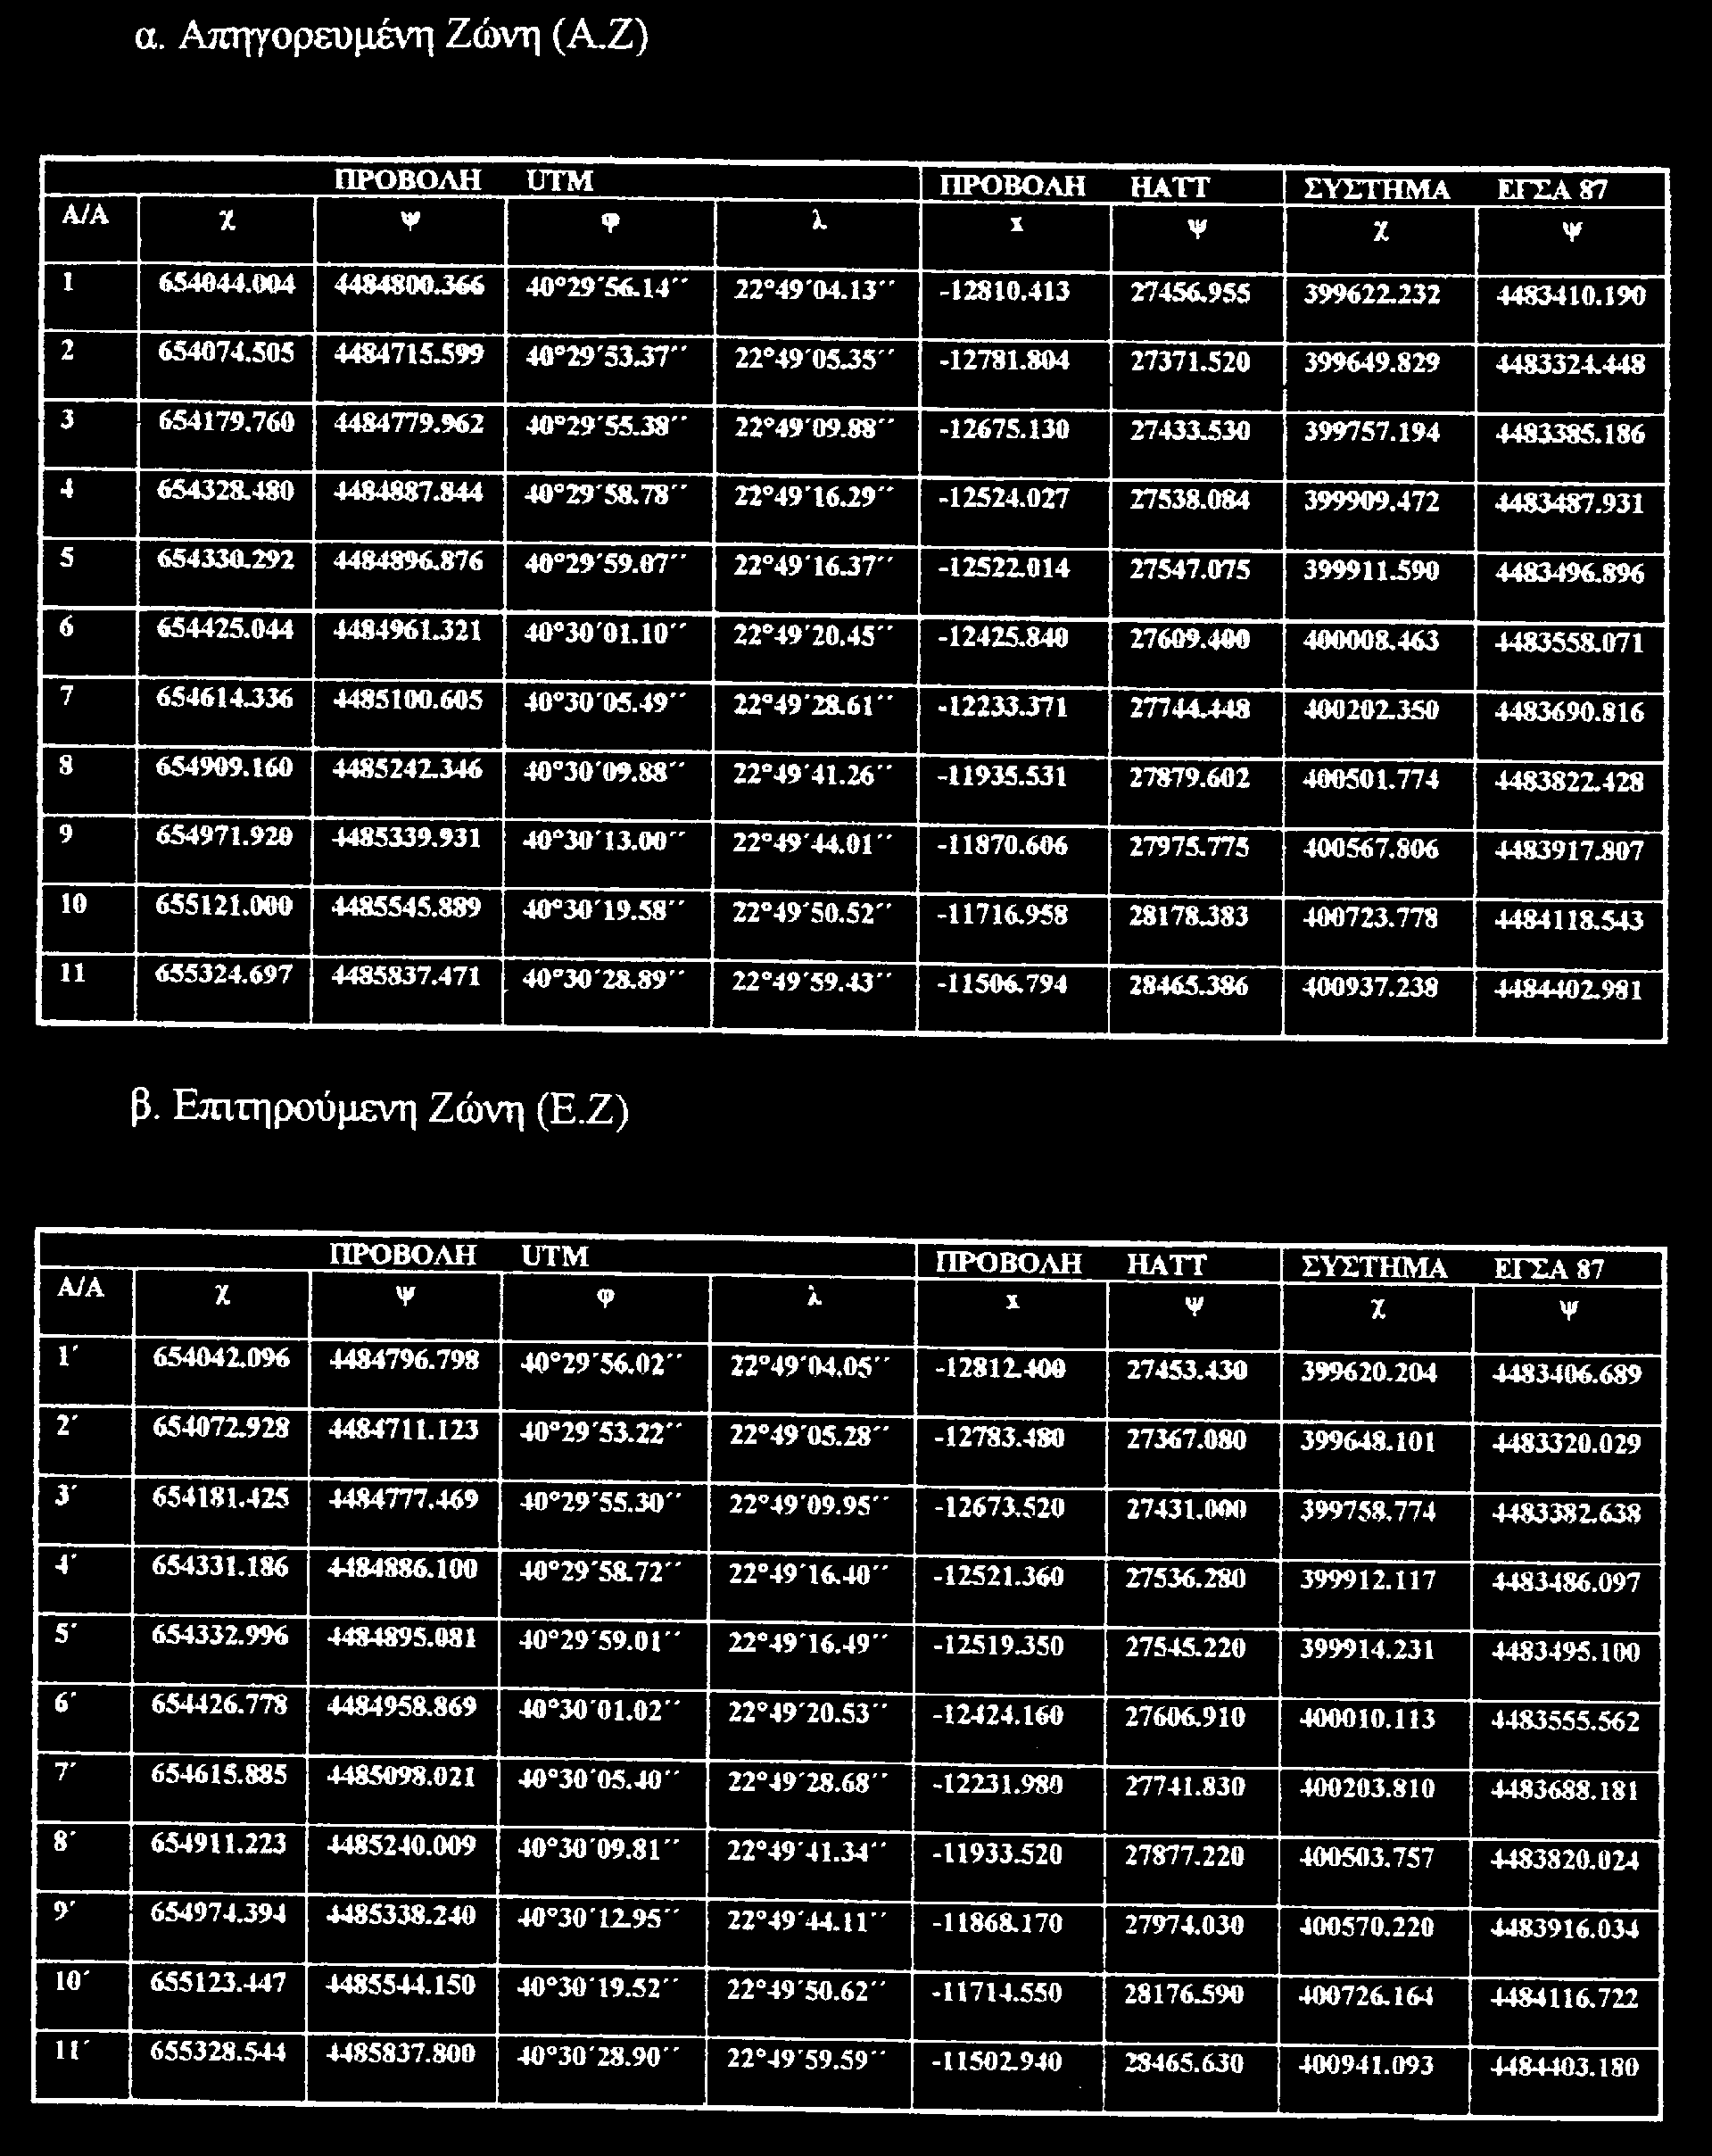 α. Απηγορευμένη Ζώνη (Α.Ζ)
ΠΡΟΒΟΛΗ UTM ΠΡΟΒΟΛΗ HATT ΣΥΣΤΗΜΑ ΕΓΣΑ 87
Α/Α χ ψ φ λ x ψ χ ψ
1 654044.004 4484800.366 40°29΄56.14΄΄ 22°49΄04.13΄΄ -12810.413 27456.955 399622.232 4483410.190
2 654074.505 4484715.599 40°29΄53.37΄΄ 22°49΄05.35΄΄ -12781.804 27371.520 399649.829 4483324.448
3 654179.760 4484779.962 40°29΄55.38΄΄ 22°49΄09.88΄΄ -12675.130 27433.530 399757.194 4483385.186
4 654328.480 4484887.844 40°29΄58.78΄΄ 22°49΄16.29΄΄ -12524.027 27538.084 399909.472 4483487.931
5 654330.292 4484896.876 40°29΄59.07΄΄ 22°49΄16.37΄΄ -12522.014 27547.075 399911.590 4483496.896
6 654425.044 4484961.321 40°30΄01.10΄΄ 22°49΄20.45΄΄ -12425.840 27609.400 400008.463 4483558.071
7 654614.336 4485100.605 40°30΄05.49΄΄ 22°49΄28.61΄΄ -12233.371 27744.448 400202.350 4483690.816
8 654909.160 4485242.346 40°30΄09.88΄΄ 22°49΄41.26΄΄ -11935.531 27879.602 400501.774 4483822.428
9 654971.920 4485339.931 40°30΄13.00΄΄ 22°49΄44.01΄΄ -11870.606 27975.775 400567.806 4483917.807
10 655121.000 4485545.889 40°30΄19.58΄΄ 22°49΄50.52΄΄ -11716.958 28178.383 400723.778 4484118.543
11 655324.697 4485837.471 40°30΄28.89΄΄ 22°49΄59.43΄΄ -11506.794 28465.386 400937.238 4484402.981
β. Επιτηρούμενη Ζώνη (Ε.Ζ)
ΠΡΟΒΟΛΗ UTM ΠΡΟΒΟΛΗ HATT ΣΥΣΤΗΜΑ ΕΓΣΑ 87
Α/Α χ ψ φ λ x ψ χ ψ
1΄ 654042.096 4484796.798 40°29΄56.02΄΄ 22°49΄04.05΄΄ -12812.400 27453.430 399620.204 4483406.689
2΄ 654072.928 4484711.123 40°29΄53.22΄΄ 22°49΄05.28΄΄ -12783.480 27367.080 399648.101 4483320.029
3΄ 654181.425 4484777.469 40°29΄55.30΄΄ 22°49΄09.95΄΄ -12673.520 27431.000 399758.774 4483382.638
4΄ 654331.186 4484886.100 40°29΄58.72΄΄ 22°49΄16.40΄΄ -12521.360 27536.280 399912.117 4483486.097
5΄ 654332.996 4484895.081 40°29΄59.01΄΄ 22°49΄16.49΄΄ -12519.350 27545.220 399914.231 4483495.100
6΄ 654426.778 4484958.869 40°30΄01.02΄΄ 22°49΄20.53΄΄ -12424.160 27606.910 400010.113 4483555.562
7΄ 654615.885 4485098.021 40°30΄05.40΄΄ 22°49΄28.68΄΄ -12231.980 27741.830 400203.810 4483688.181
8΄ 654911.223 4485240.009 40°30΄09.81΄΄ 22°49΄41.34΄΄ -11933.520 27877.220 400503.757 4483820.024
9΄ 654974.394 4485338.240 40°30΄12.95΄΄ 22°49΄44.11΄΄ -11868.170 27974.030 400570.220 4483916.034
10΄ 655123.447 4485544.150 40°30΄19.52΄΄ 22°49΄50.62΄΄ -11714.550 28176.590 400726.164 4484116.722
11΄ 655328.544 4485837.800 40°30΄28.90΄΄ 22°49΄59.59΄΄ -11502.940 28465.630 400941.093 4484403.180